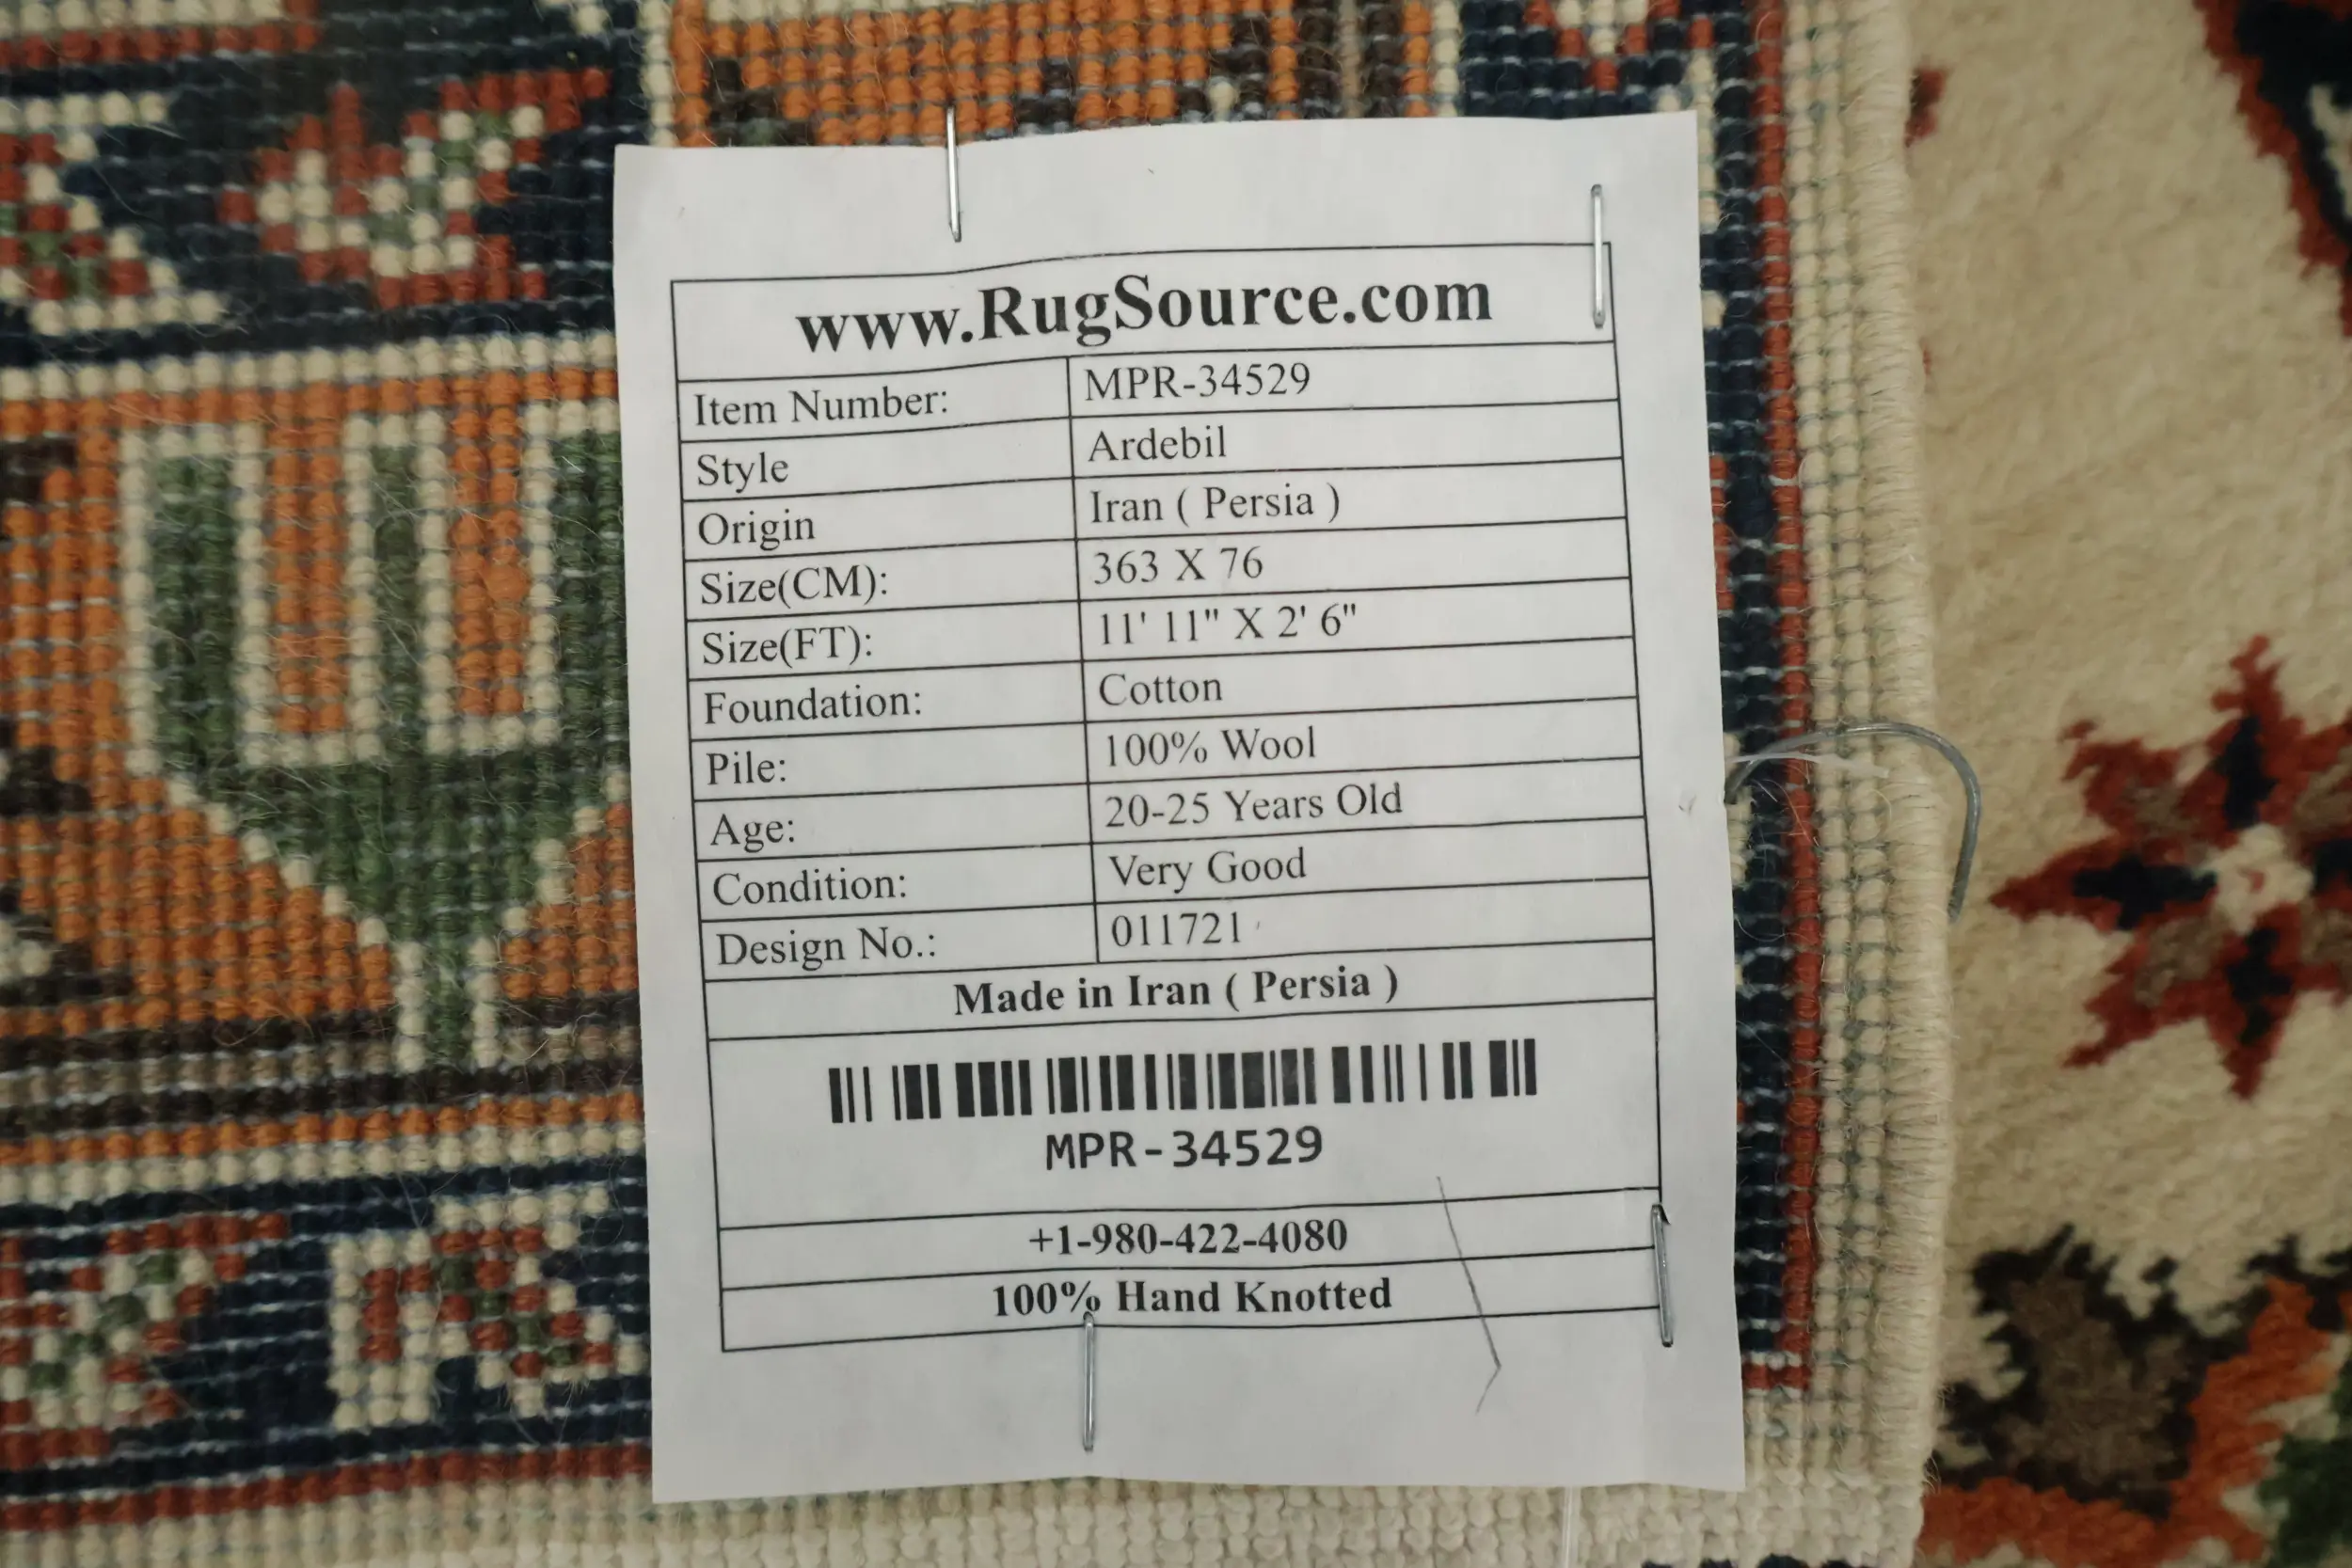 www.RugSource.com
Item Number: MPR-34529
Style Ardebil
Origin Iran ( Persia )
Size(CM): 363 X 76
Size(FT): 11' 11" X 2' 6"
Foundation: Cotton
Pile: 100% Wool
Age: 20-25 Years Old
Condition: Very Good
Design No.: 011721
Made in Iran ( Persia )
MPR-34529
+1-980-422-4080
100% Hand Knotted